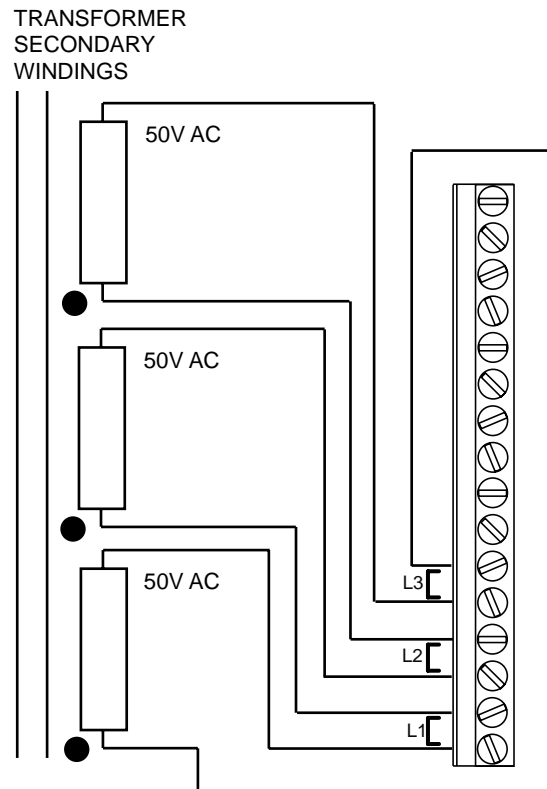 TRANSFORMER
SECONDARY
WINDINGS
50V AC
50V AC
50V AC
L3
L2
L1